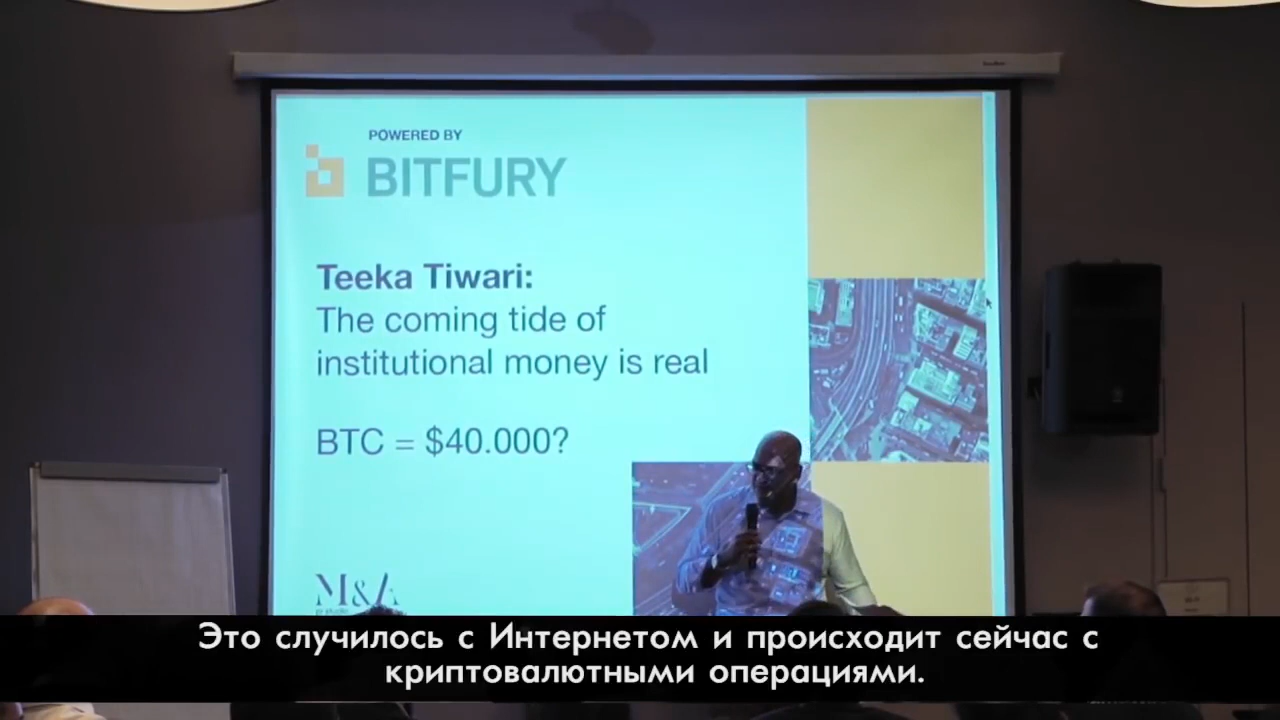 POWERED BY
BITFURY
Teeka Tiwari:
The coming tide of
institutional money is real
BTC = $40.000?
M&A
Это случилось с Интернетом и происходит сейчас с
криптовалютными операциями.